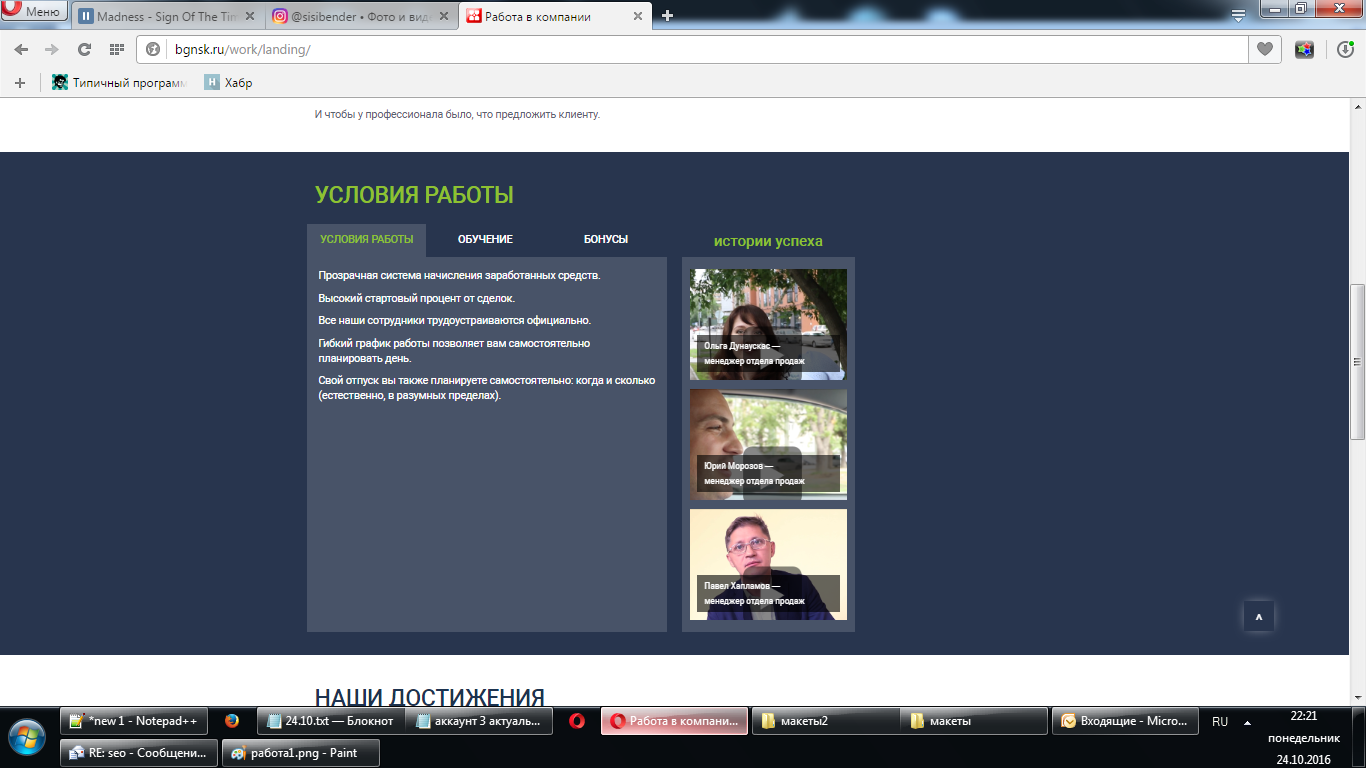 Меню
Madness - Sign Of The Tim
@sisibender • Фото и виде
Работа в компании
bgnsk.ru/work/landing/
Типичный программ
Хабр
И чтобы у профессионала было, что предложить клиенту.
УСЛОВИЯ РАБОТЫ
УСЛОВИЯ РАБОТЫ
ОБУЧЕНИЕ
БОНУСЫ
истории успеха
Прозрачная система начисления заработанных средств.
Высокий стартовый процент от сделок.
Все наши сотрудники трудоустраиваются официально.
Гибкий график работы позволяет вам самостоятельно
планировать день.
Свой отпуск вы также планируете самостоятельно: когда и сколько
(естественно, в разумных пределах).
Ольга Дунаускас —
менеджер отдела продаж
Юрий Морозов —
менеджер отдела продаж
Павел Хапламов —
менеджер отдела продаж
НАШИ ДОСТИЖЕНИЯ
*new 1 - Notepad++
24.10.txt — Блокнот
аккаунт 3 актуаль...
Работа в компани...
макеты2
макеты
Входящие - Micro...
RE: seo - Сообщени...
работа1.png - Paint
RU
22:21
понедельник
24.10.2016